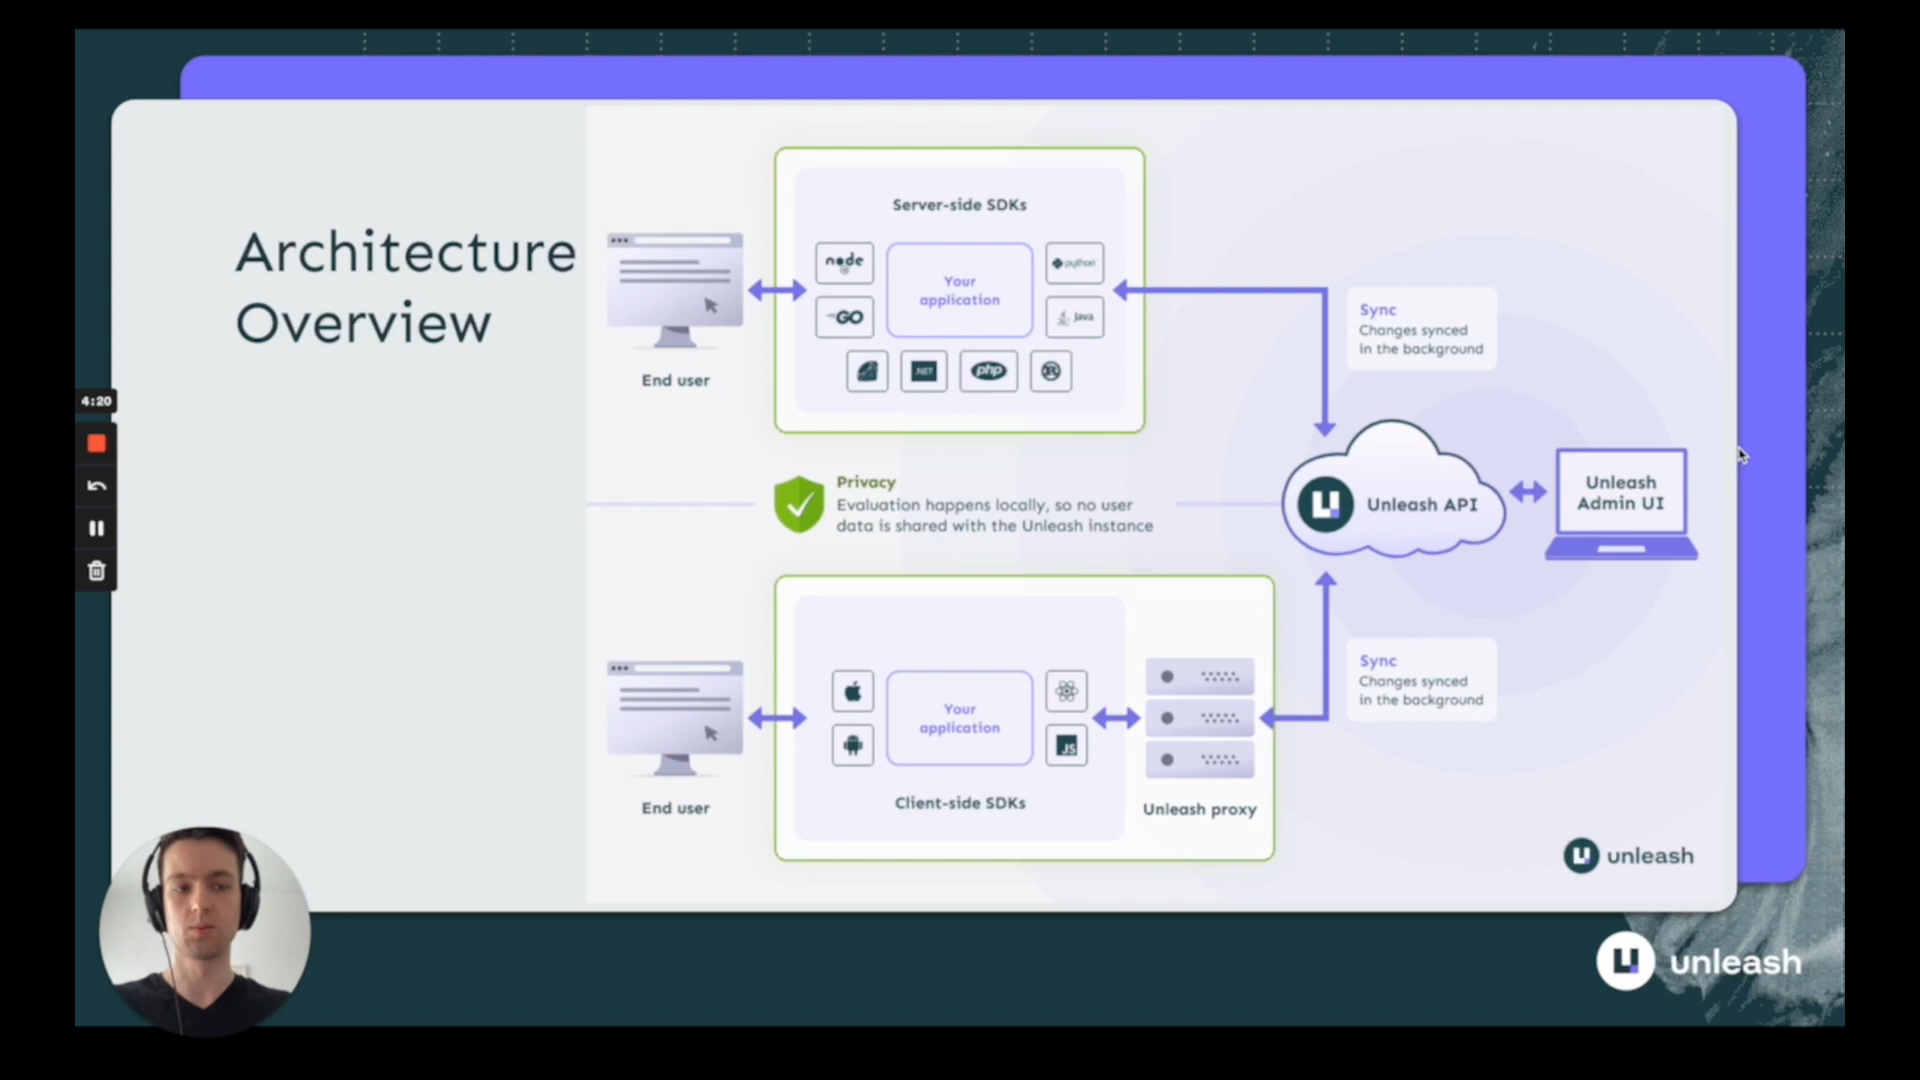 Architecture
Overview
Server-side SDKs
node
JS
python
Your
application
GO
Java
.NET
php
R
End user
Sync
Changes synced
in the background
4:20
Privacy
Evaluation happens locally, so no user
data is shared with the Unleash instance
Unleash API
Unleash
Admin UI
Sync
Changes synced
in the background
Your
application
JS
Client-side SDKs
End user
Unleash proxy
unleash
unleash